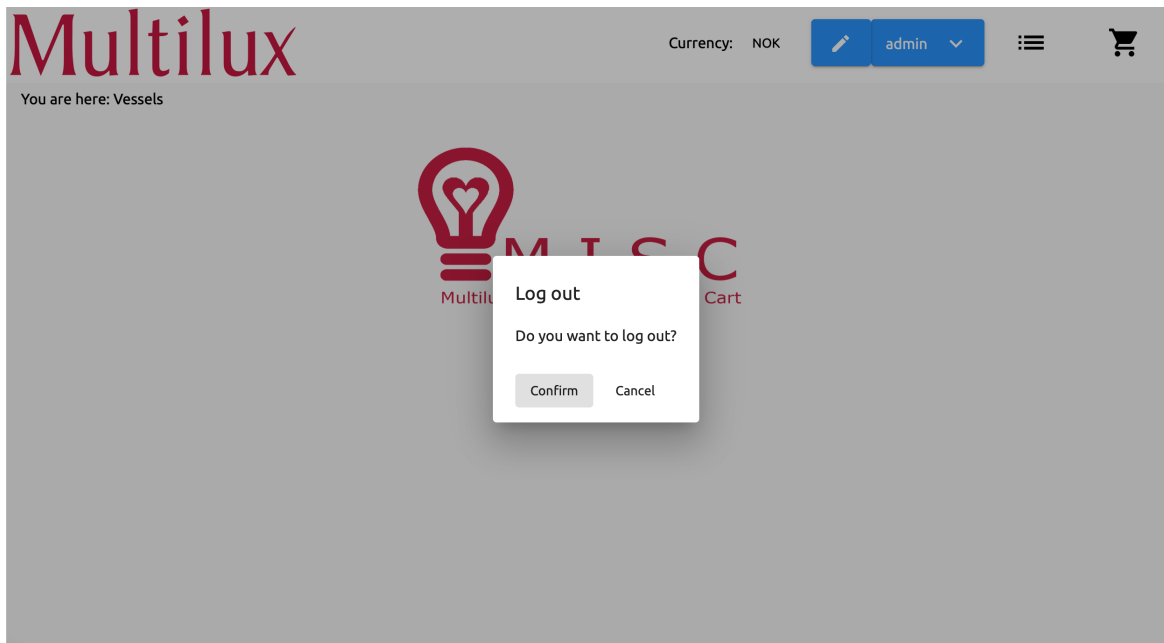 Multilux
Currency: NOK admin
You are here: Vessels
M I S C
Cart
Log out
Do you want to log out?
Confirm Cancel